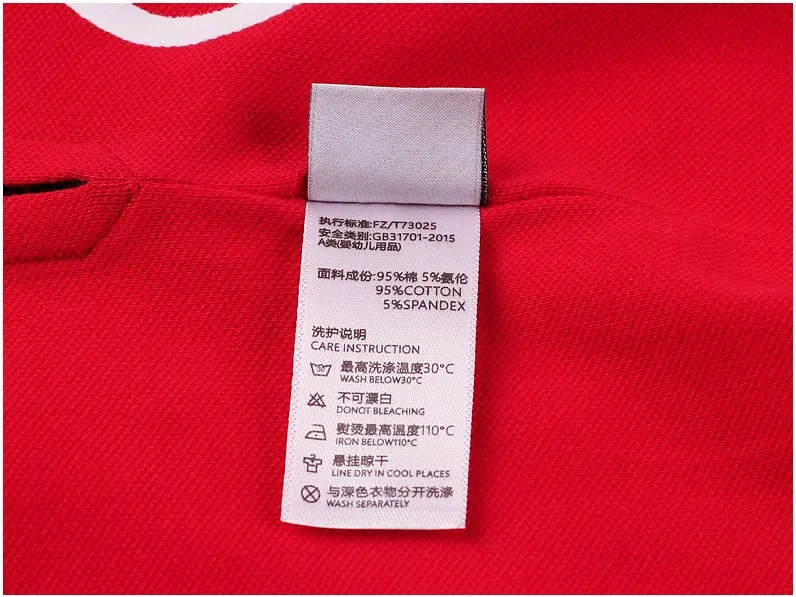 执行标准:FZ/T73025
安全类别:GB31701-2015
A类(婴幼儿用品)
面料成份:95%棉 5%氨伦
95%COTTON
5%SPANDEX
洗护说明
CARE INSTRUCTION
最高洗涤温度30°C
WASH BELOW30°C
不可漂白
DONOT BLEACHING
熨烫最高温度110°C
IRON BELOW110°C
悬挂晾干
LINE DRY IN COOL PLACES
与深色衣物分开洗涤
WASH SEPARATELY